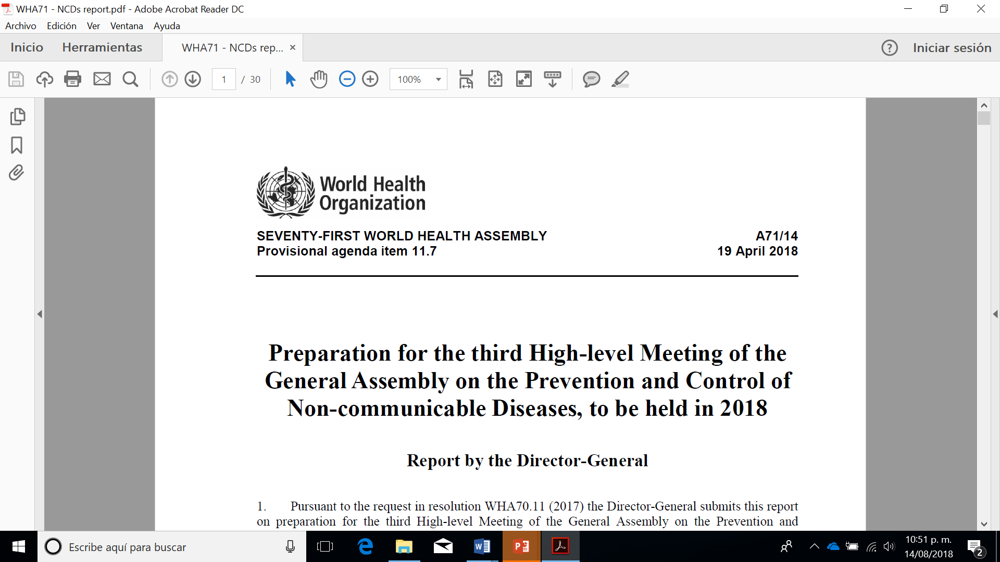 WHA71 - NCDs report.pdf - Adobe Acrobat Reader DC
Archivo Edición Ver Ventana Ayuda
Inicio Herramientas WHA71 - NCDs rep... × ? Iniciar sesión
1 / 30 100%
World Health
Organization
SEVENTY-FIRST WORLD HEALTH ASSEMBLY A71/14
Provisional agenda item 11.7 19 April 2018
Preparation for the third High-level Meeting of the
General Assembly on the Prevention and Control of
Non-communicable Diseases, to be held in 2018
Report by the Director-General
1. Pursuant to the request in resolution WHA70.11 (2017) the Director-General submits this report
on preparation for the third High-level Meeting of the General Assembly on the Prevention and
Escribe aquí para buscar
10:51 p. m.
14/08/2018
2